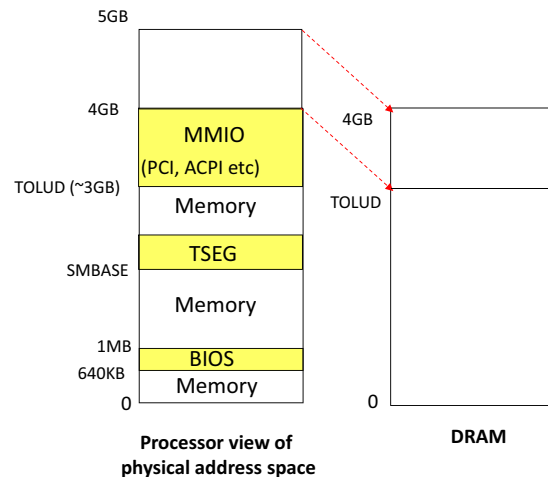 5GB
4GB
MMIO
(PCI, ACPI etc)
TOLUD (~3GB)
Memory
TSEG
SMBASE
Memory
1MB
BIOS
640KB
Memory
0
Processor view of
physical address space
4GB
TOLUD
0
DRAM